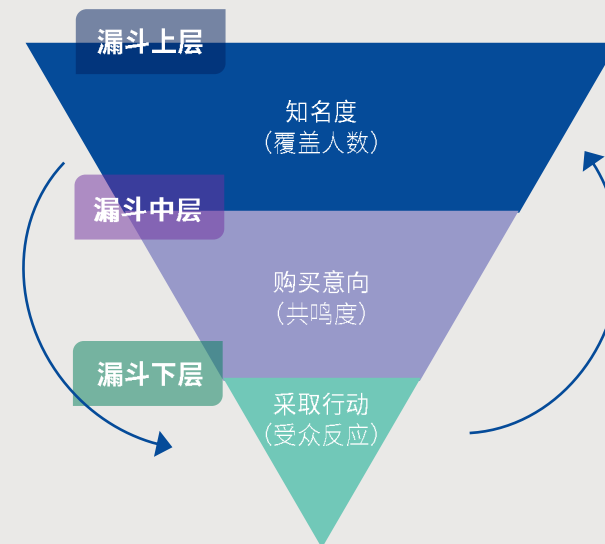 漏斗上层
知名度
（覆盖人数）
漏斗中层
购买意向
（共鸣度）
漏斗下层
采取行动
（受众反应）